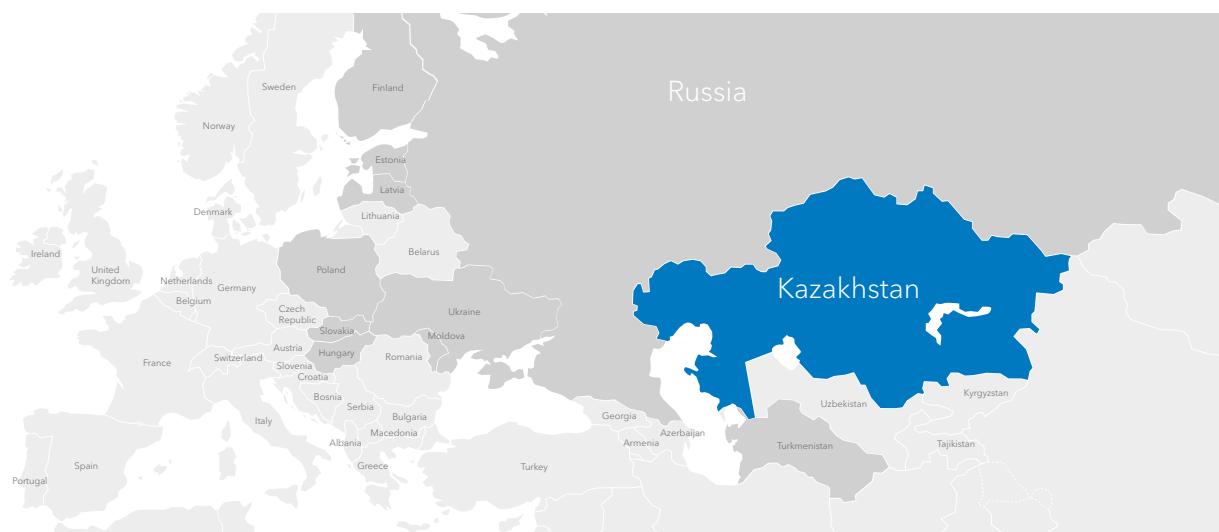 Russia
Sweden
Finland
Norway
Estonia
Latvia
Denmark
Lithuania
Ireland
Belarus
United
Kingdom
Netherlands
Poland
Germany
Kazakhstan
Belgium
Czech
Republic
Ukraine
Slovakia
Moldova
Austria
Hungary
Switzerland
Romania
France
Slovenia
Croatia
Kyrgyzstan
Bosnia
Uzbekistan
Serbia
Georgia
Bulgaria
Italy
Macedonia
Azerbaijan
Albania
Armenia
Tajikistan
Turkmenistan
Spain
Greece
Turkey
Portugal